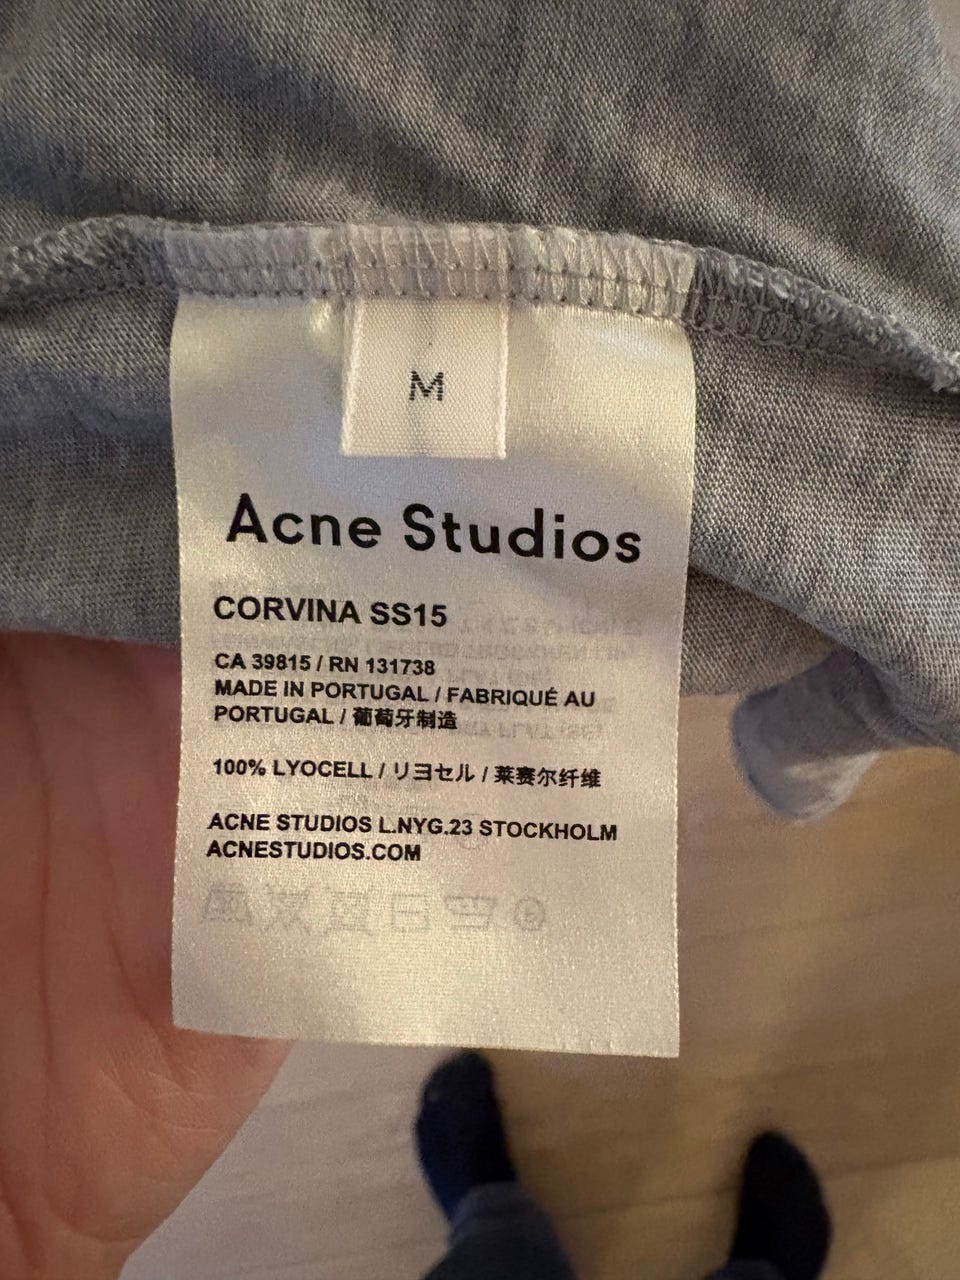 M
Acne Studios
CORVINA SS15
CA 39815 / RN 131738
MADE IN PORTUGAL / FABRIQUÉ AU
PORTUGAL / 葡萄牙制造
100% LYOCELL / リヨセル / 莱赛尔纤维
ACNE STUDIOS L.NYG.23 STOCKHOLM
ACNESTUDIOS.COM